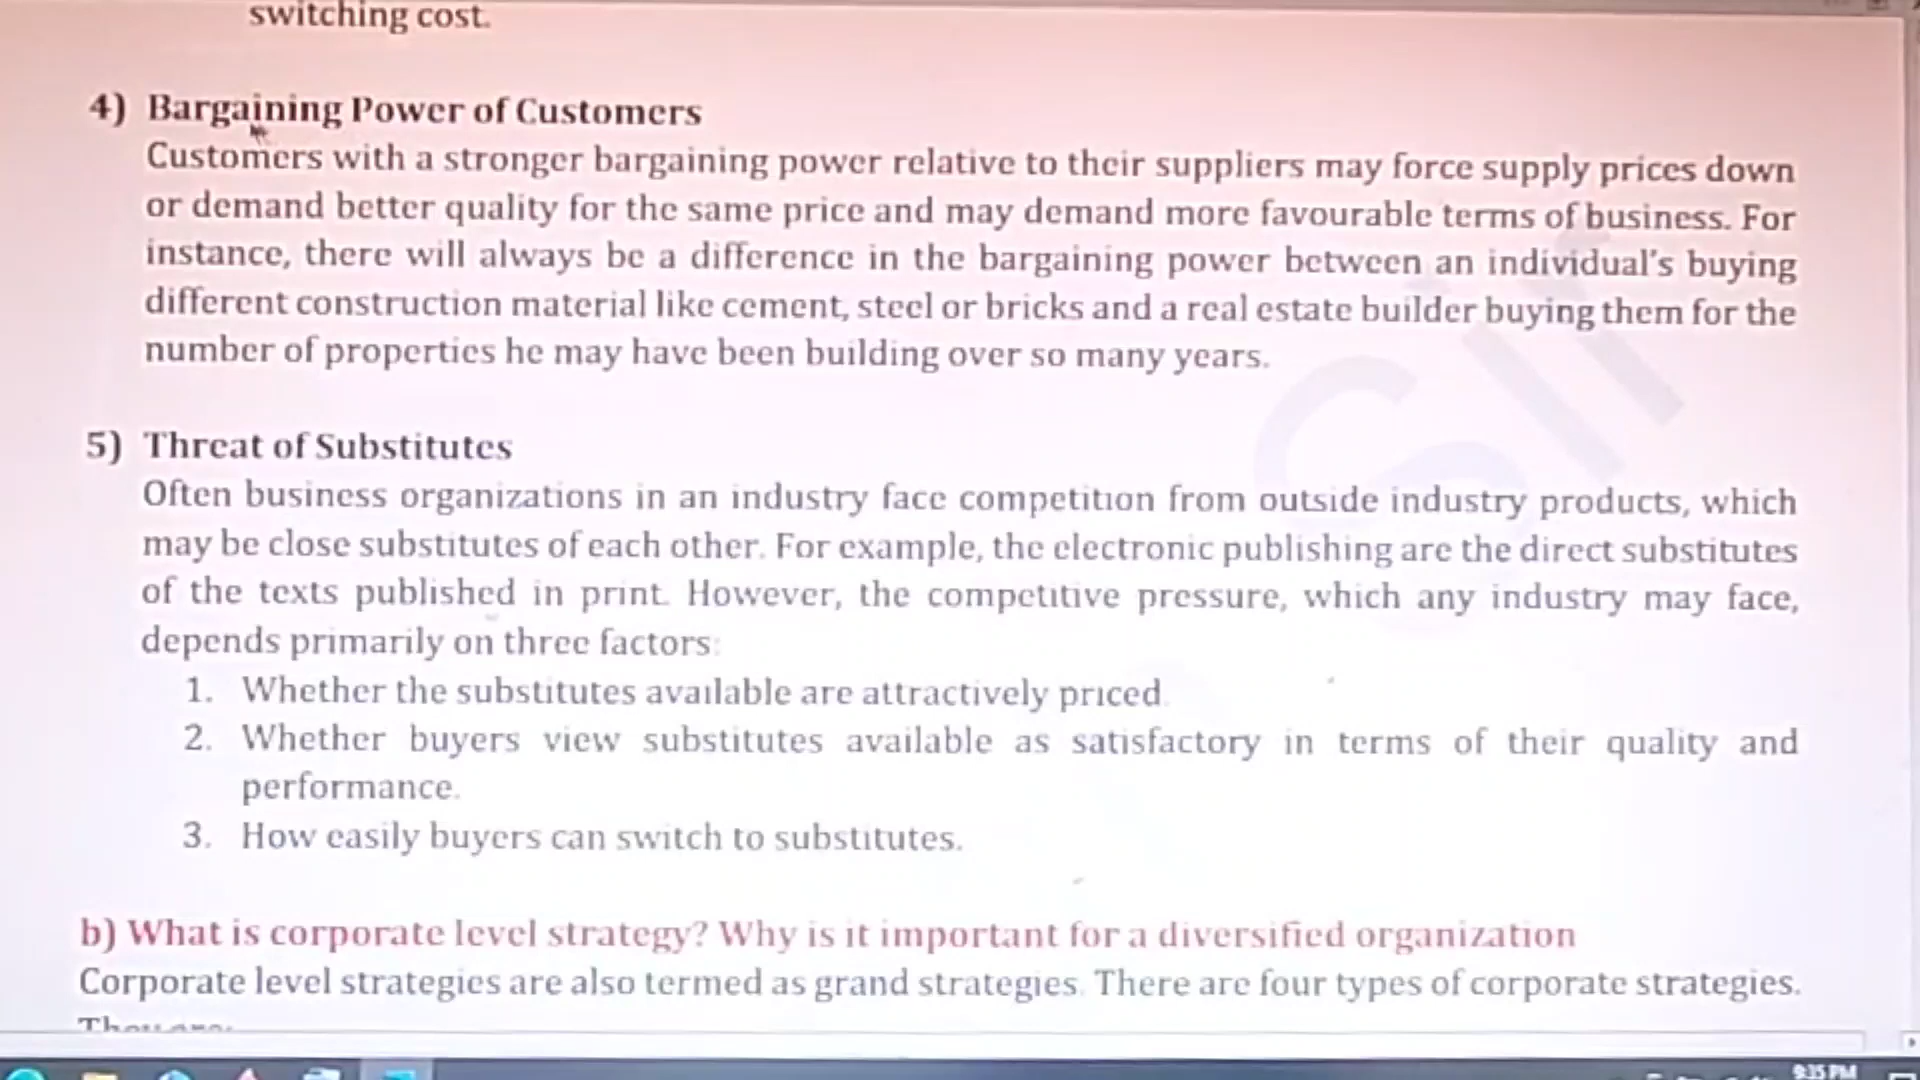 switching cost.
4) Bargaining Power of Customers
Customers with a stronger bargaining power relative to their suppliers may force supply prices down
or demand better quality for the same price and may demand more favourable terms of business. For
instance, there will always be a difference in the bargaining power between an individual's buying
different construction material like cement, steel or bricks and a real estate builder buying them for the
number of properties he may have been building over so many years.
5) Threat of Substitutes
Often business organizations in an industry face competition from outside industry products, which
may be close substitutes of each other. For example, the electronic publishing are the direct substitutes
of the texts published in print. However, the competitive pressure, which any industry may face,
depends primarily on three factors:
1. Whether the substitutes available are attractively priced.
2. Whether buyers view substitutes available as satisfactory in terms of their quality and
performance.
3. How easily buyers can switch to substitutes.
b) What is corporate level strategy? Why is it important for a diversified organization
Corporate level strategies are also termed as grand strategies. There are four types of corporate strategies.
They are:
Sir
9:35 PM